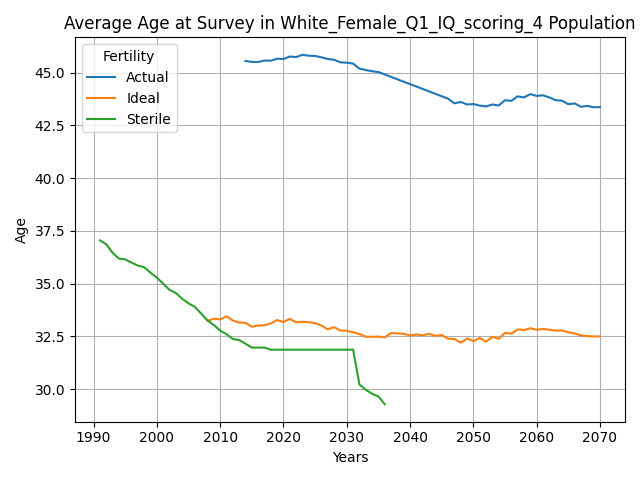 Average Age at Survey in White_Female_Q1_IQ_scoring_4 Population
Fertility
Actual
Ideal
Sterile
45.0
42.5
40.0
37.5
35.0
32.5
30.0
Age
1990
2000
2010
2020
2030
2040
2050
2060
2070
Years